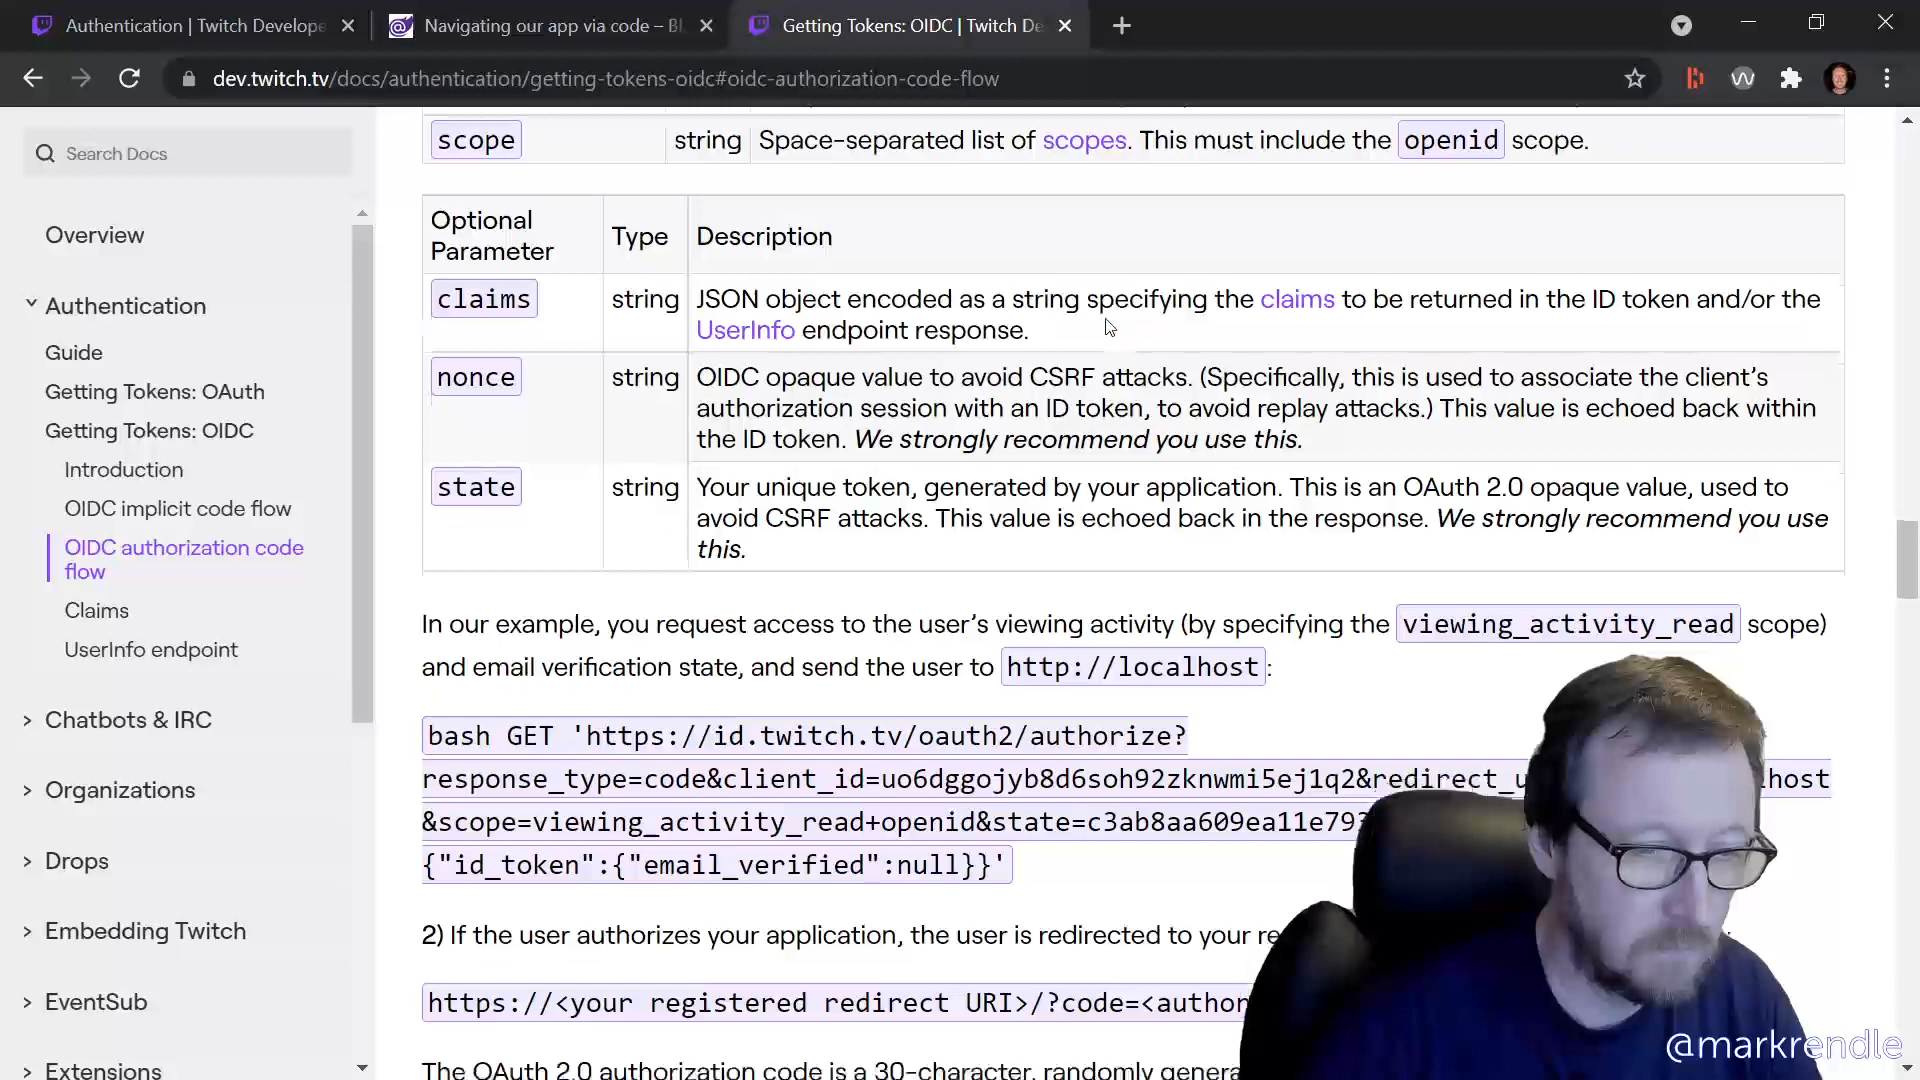 Authentication | Twitch Develope
Navigating our app via code – Bl
Getting Tokens: OIDC | Twitch De
dev.twitch.tv/docs/authentication/getting-tokens-oidc#oidc-authorization-code-flow
Search Docs
Overview
Authentication
Guide
Getting Tokens: OAuth
Getting Tokens: OIDC
Introduction
OIDC implicit code flow
OIDC authorization code
flow
Claims
UserInfo endpoint
Chatbots & IRC
Organizations
Drops
Embedding Twitch
EventSub
Extensions
scope string Space-separated list of scopes. This must include the openid scope.
Optional
Parameter Type Description
claims string JSON object encoded as a string specifying the claims to be returned in the ID token and/or the
UserInfo endpoint response.
nonce string OIDC opaque value to avoid CSRF attacks. (Specifically, this is used to associate the client's
authorization session with an ID token, to avoid replay attacks.) This value is echoed back within
the ID token. We strongly recommend you use this.
state string Your unique token, generated by your application. This is an OAuth 2.0 opaque value, used to
avoid CSRF attacks. This value is echoed back in the response. We strongly recommend you use
this.
In our example, you request access to the user's viewing activity (by specifying the viewing_activity_read scope)
and email verification state, and send the user to http://localhost:
bash GET 'https://id.twitch.tv/oauth2/authorize?
response_type=code&client_id=uo6dggojyb8d6soh92zknwmi5ej1q2&redirect_u host
&scope=viewing_activity_read+openid&state=c3ab8aa609ea11e793
{"id_token":{"email_verified":null}}'
2) If the user authorizes your application, the user is redirected to your re
https://<your registered redirect URI>/?code=<author
The OAuth 2.0 authorization code is a 30-character, randomly genera
@markrendle